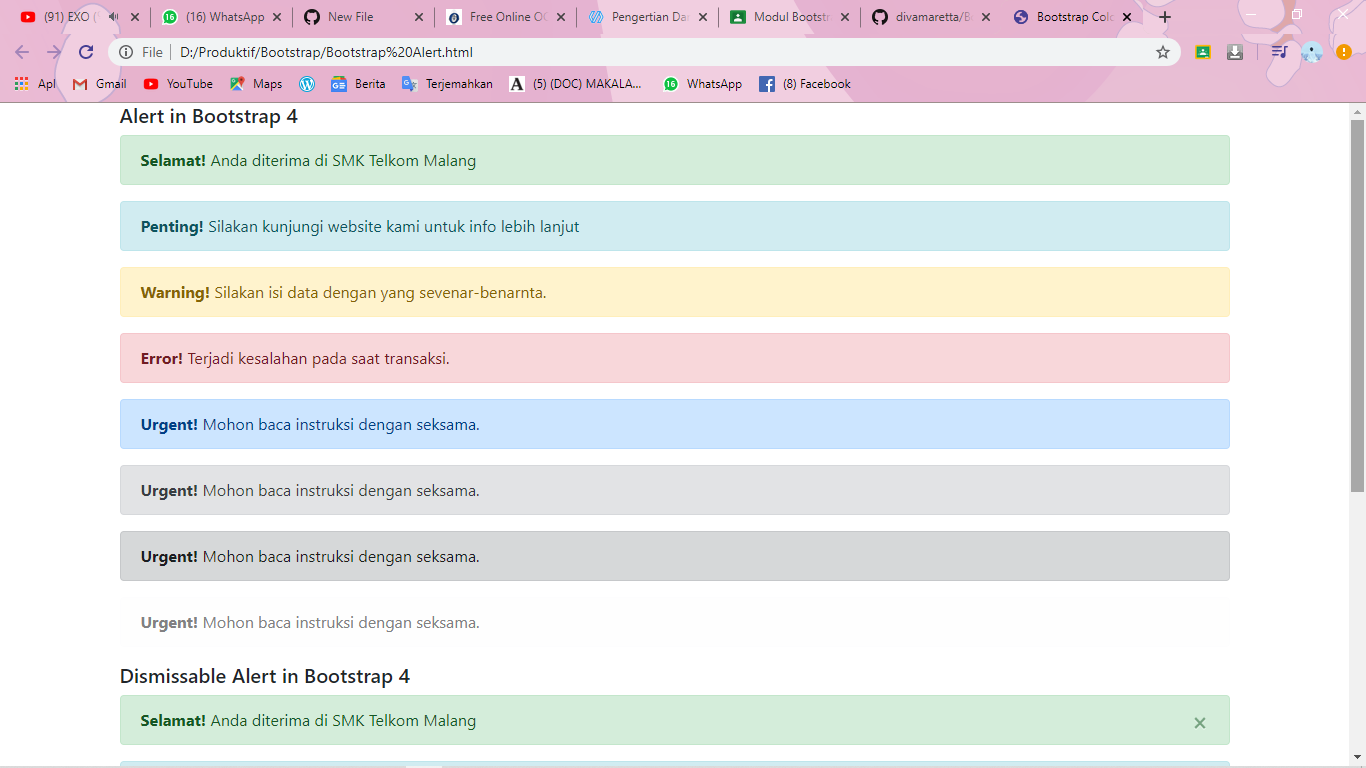 (91) EXO (
(16) WhatsApp
New File
Free Online OC
Pengertian Da
Modul Bootstr
divamaretta/B
Bootstrap Colo
File
D:/Produktif/Bootstrap/Bootstrap%20Alert.html
Apl
Gmail
YouTube
Maps
Berita
Terjemahkan
(5) (DOC) MAKALA...
WhatsApp
(8) Facebook
Alert in Bootstrap 4
Selamat! Anda diterima di SMK Telkom Malang
Penting! Silakan kunjungi website kami untuk info lebih lanjut
Warning! Silakan isi data dengan yang sevenar-benarnta.
Error! Terjadi kesalahan pada saat transaksi.
Urgent! Mohon baca instruksi dengan seksama.
Urgent! Mohon baca instruksi dengan seksama.
Urgent! Mohon baca instruksi dengan seksama.
Urgent! Mohon baca instruksi dengan seksama.
Dismissable Alert in Bootstrap 4
Selamat! Anda diterima di SMK Telkom Malang
×